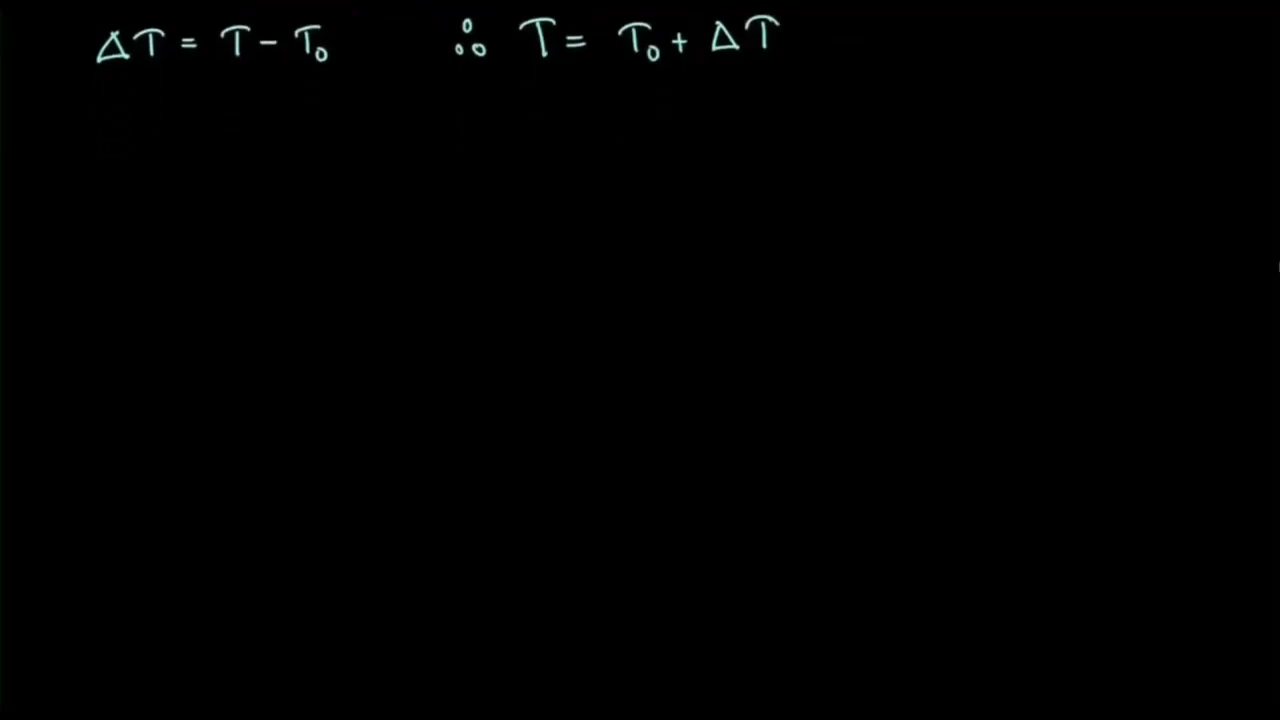 ΔT = T - T₀ ∴ T = T₀ + ΔT